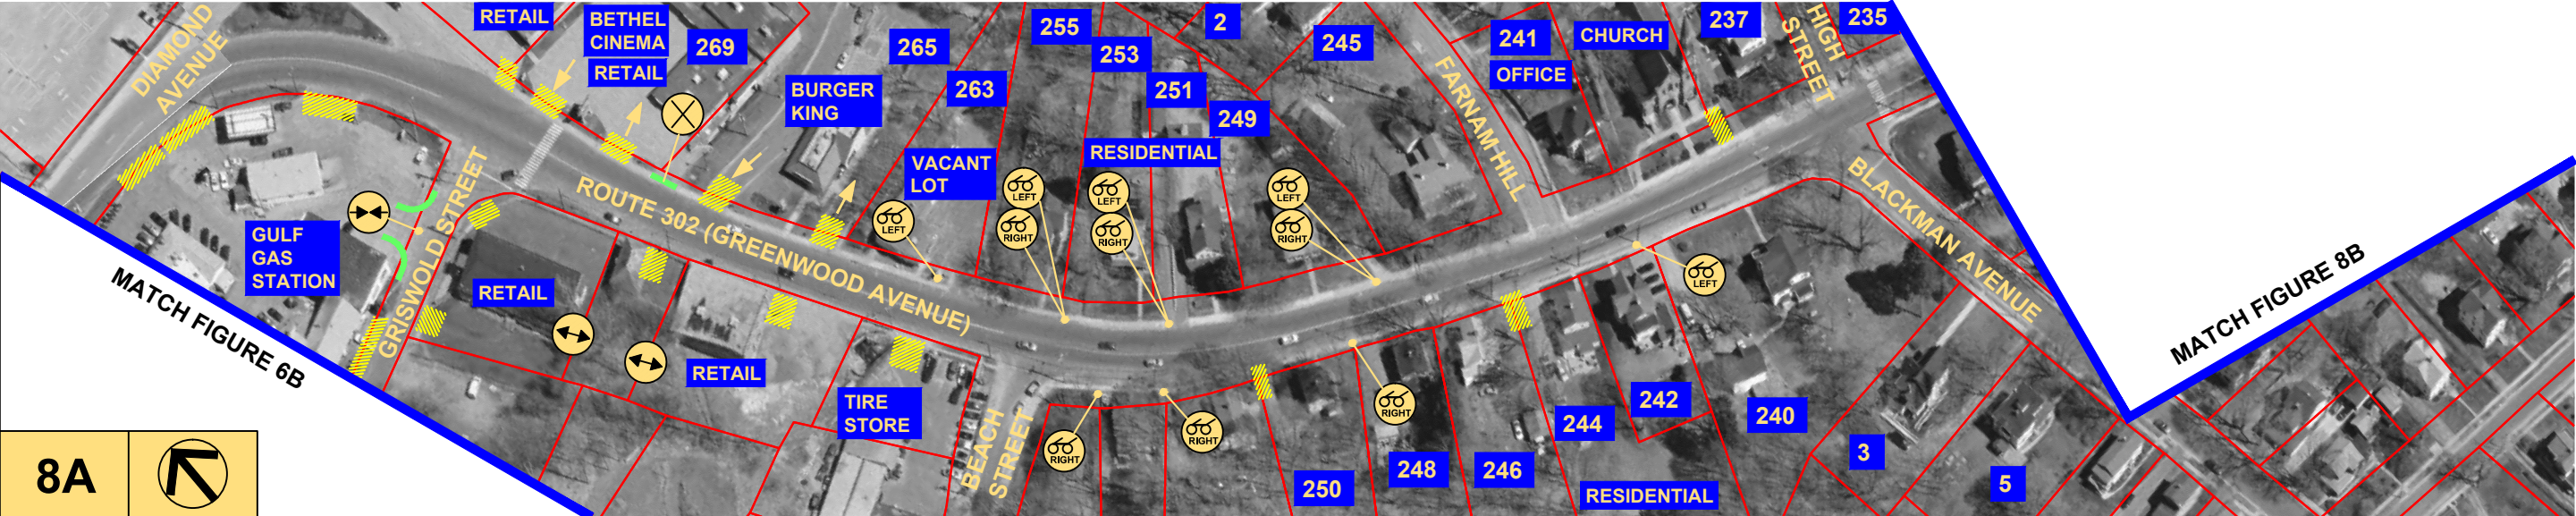 DIAMOND
AVENUE
RETAIL
BETHEL
CINEMA
RETAIL
269
BURGER
KING
265
263
VACANT
LOT
255
253
251
2
249
RESIDENTIAL
245
FARNAM HILL
241
OFFICE
CHURCH
237
HIGH
STREET
235
BLACKMAN AVENUE
ROUTE 302 (GREENWOOD AVENUE)
GRISWOLD STREET
GULF
GAS
STATION
RETAIL
RETAIL
TIRE
STORE
BEACH
STREET
LEFT
LEFT
RIGHT
LEFT
RIGHT
LEFT
RIGHT
LEFT
RIGHT
RIGHT
RIGHT
250
248
246
244
242
240
3
5
RESIDENTIAL
MATCH FIGURE 6B
MATCH FIGURE 8B
8A